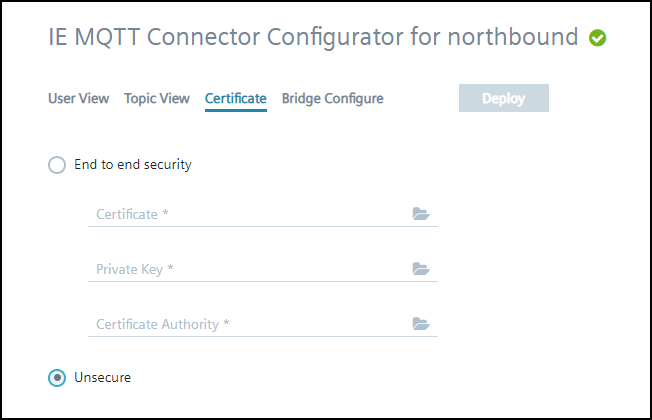 IE MQTT Connector Configurator for northbound
User View Topic View Certificate Bridge Configure Deploy
End to end security
Certificate *
Private Key *
Certificate Authority *
Unsecure